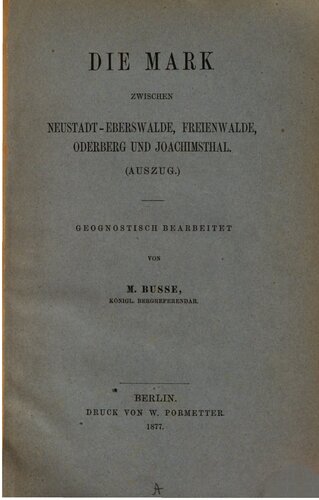 DIE MARK
ZWISCHEN
NEUSTADT-EBERSWALDE, FREIENWALDE,
ODERBERG UND JOACHIMSTHAL.
(AUSZUG.)
GEOGNOSTISCH BEARBEITET
VON
M. BUSSE,
KÖNIGL. BERGREFERENDAR.
BERLIN.
DRUCK VON W. PORMETTER.
1877.
A